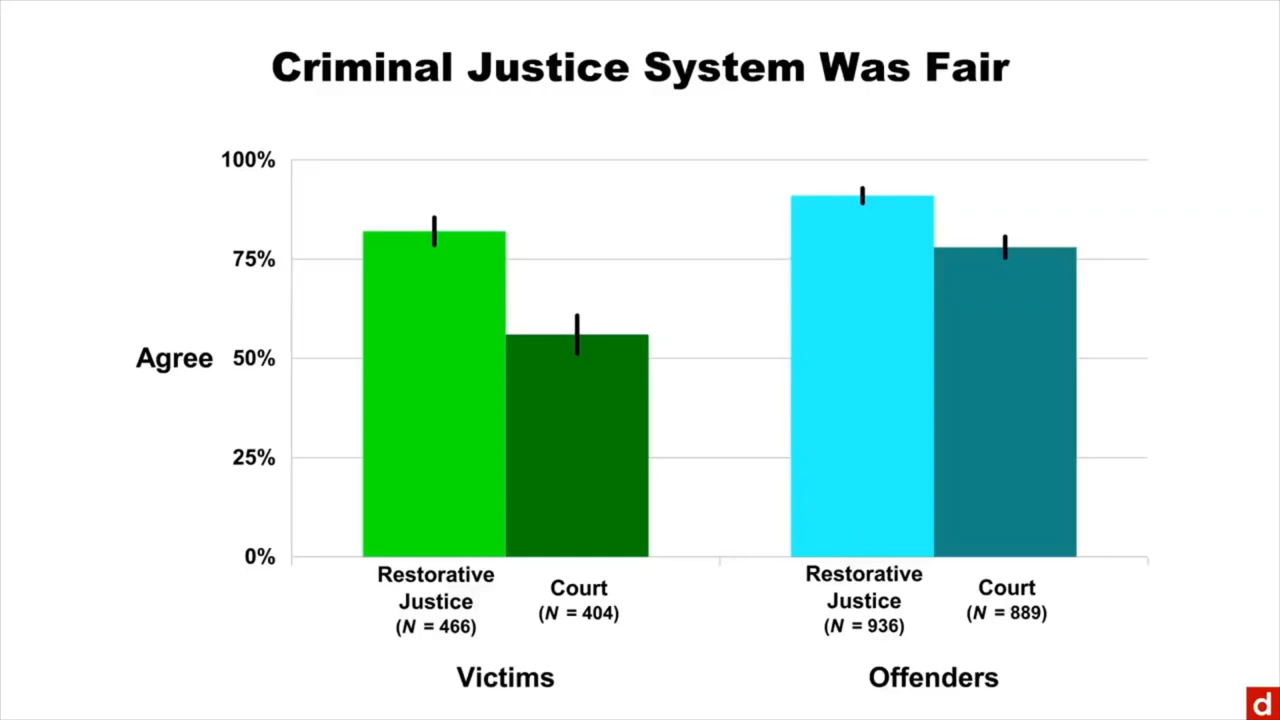 Criminal Justice System Was Fair
100%
75%
Agree 50%
25%
0%
Restorative
Justice
(N = 466)
Court
(N = 404)
Restorative
Justice
(N = 936)
Court
(N = 889)
Victims
Offenders
d